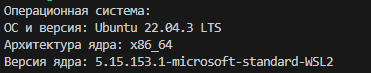 Операционная система:
ОС и версия: Ubuntu 22.04.3 LTS
Архитектура ядра: x86_64
Версия ядра: 5.15.153.1-microsoft-standard-WSL2